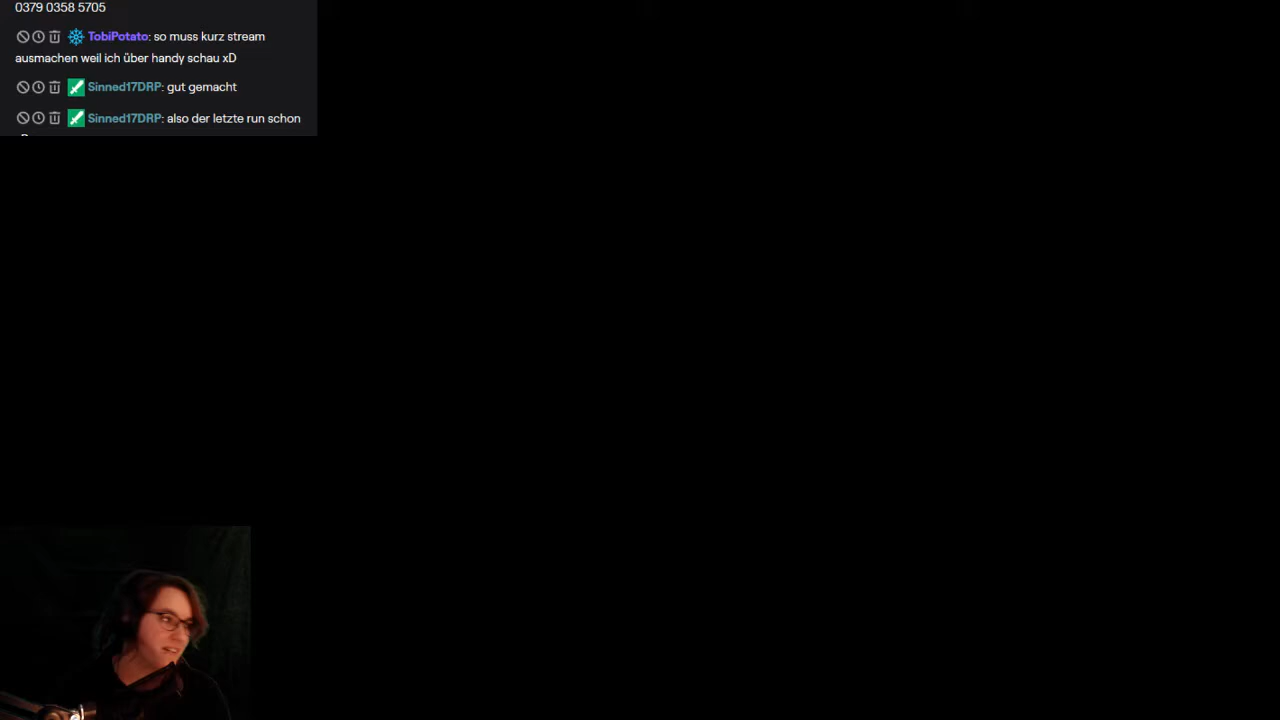 0379 0358 5705
TobiPotato: so muss kurz stream
ausmachen weil ich über handy schau xD
Sinned17DRP: gut gemacht
Sinned17DRP: also der letzte run schon